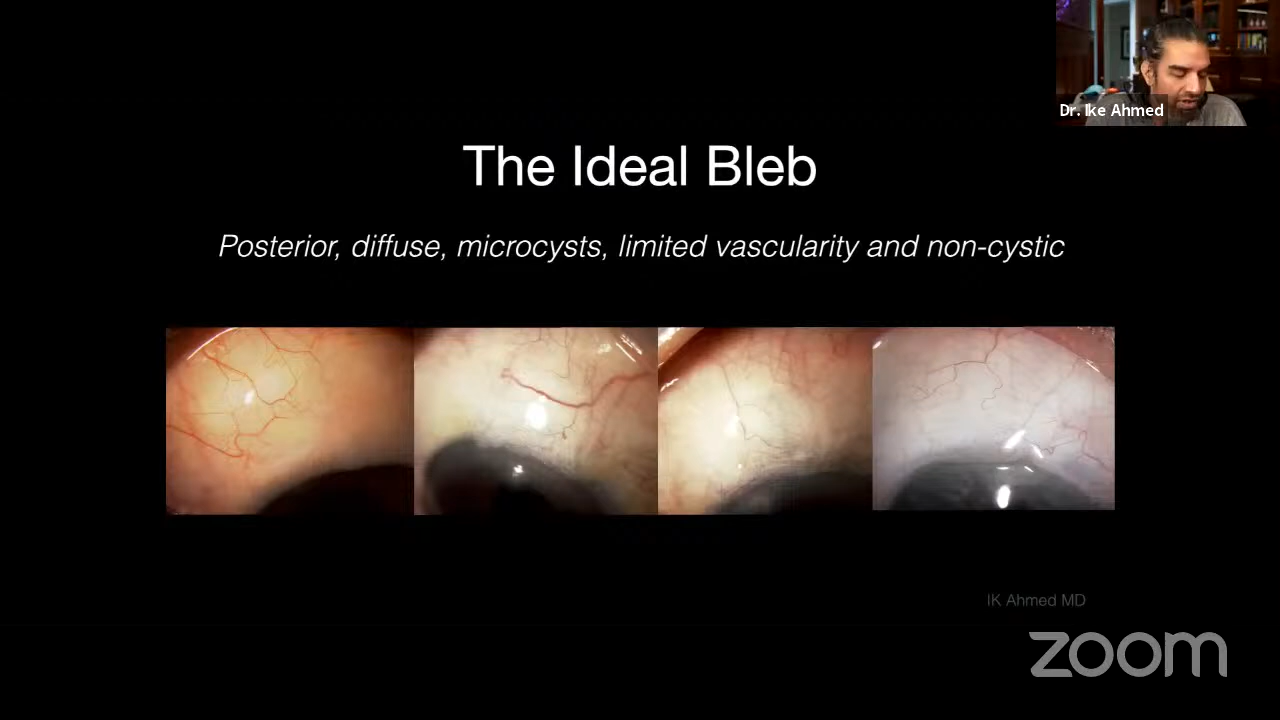 Dr. Ike Ahmed
The Ideal Bleb
Posterior, diffuse, microcysts, limited vascularity and non-cystic
IK Ahmed MD
zoom